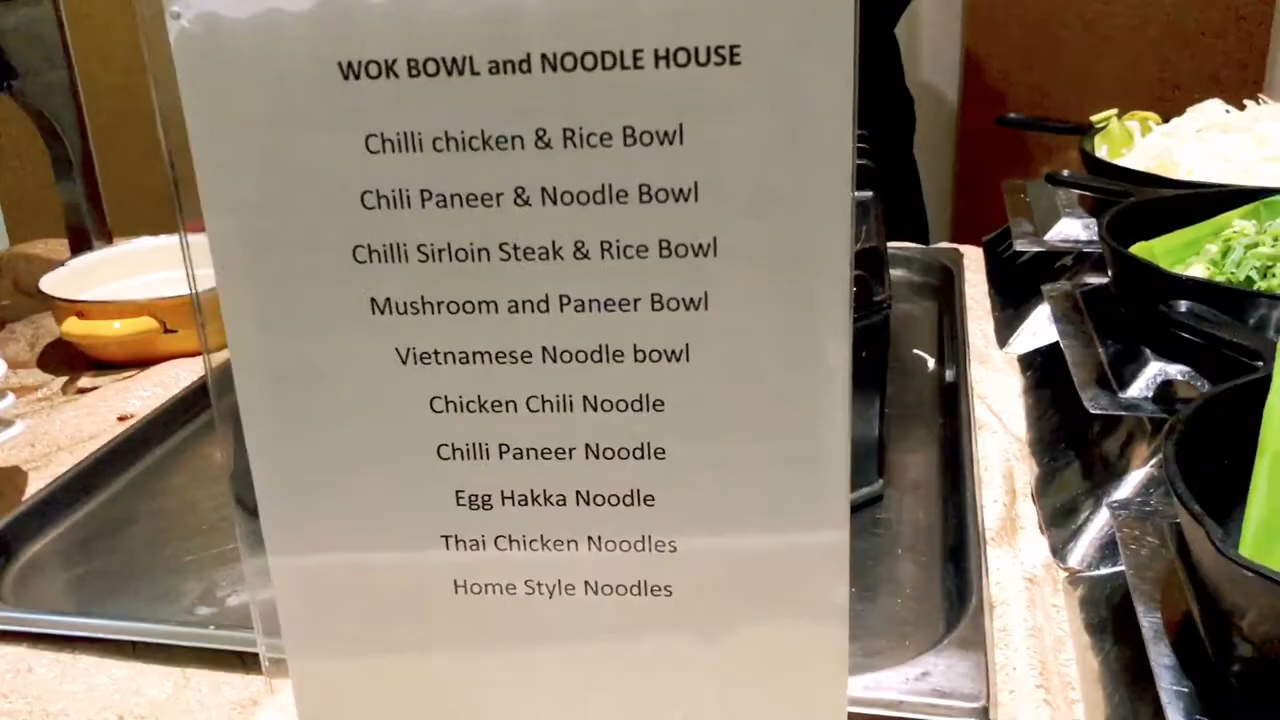 WOK BOWL and NOODLE HOUSE
Chilli chicken & Rice Bowl
Chili Paneer & Noodle Bowl
Chilli Sirloin Steak & Rice Bowl
Mushroom and Paneer Bowl
Vietnamese Noodle bowl
Chicken Chili Noodle
Chilli Paneer Noodle
Egg Hakka Noodle
Thai Chicken Noodles
Home Style Noodles